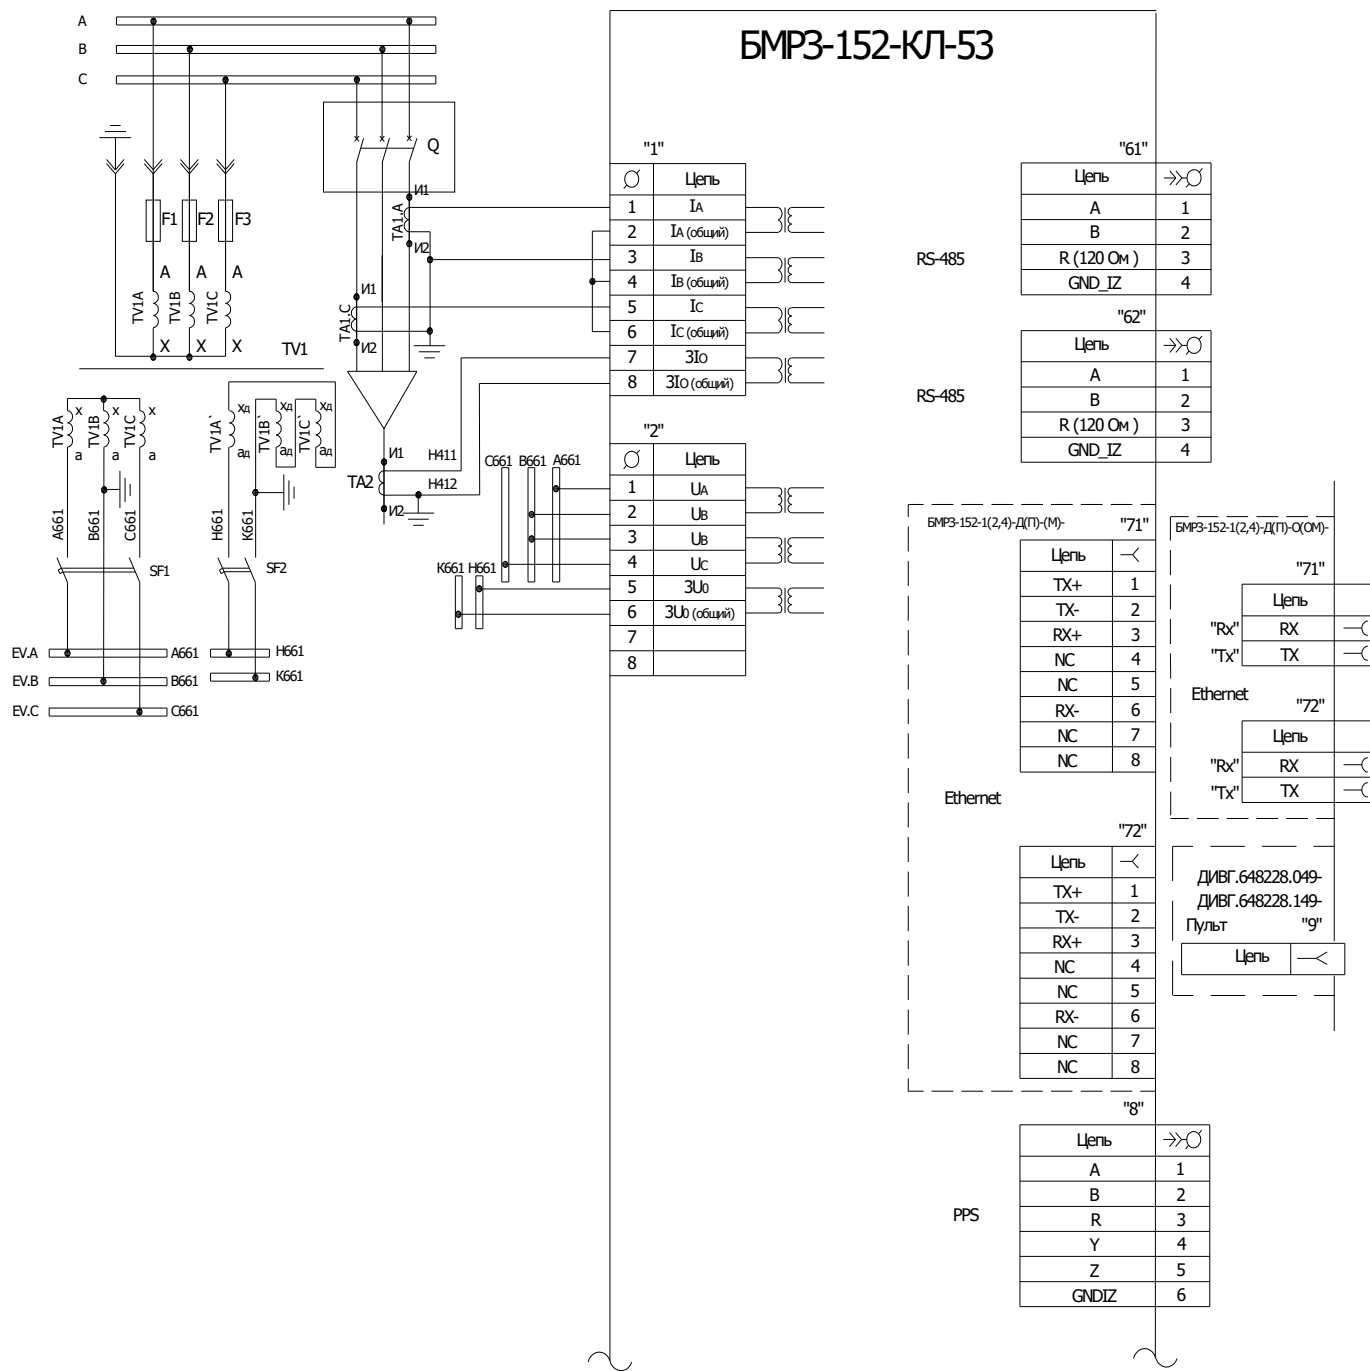 БМРЗ-152-КЛ-53
A
B
C
Q
F1
F2
F3
A
A
A
TV1A
TV1B
TV1C
X
X
X
TV1
И1
TA1.A
И2
И1
TA1.C
И2
И1
TA2
И2
H411
H412
TV1A
x
a
TV1B
x
a
TV1C
x
a
TV1A`
xд
aд
TV1B`
xд
aд
TV1C`
xд
aд
A661
B661
C661
SF1
H661
K661
SF2
EV.A
A661
EV.B
B661
EV.C
C661
H661
K661
"1"
Цепь
1 IA
2 IA (общий)
3 IB
4 IB (общий)
5 IC
6 IC (общий)
7 3IO
8 3IO (общий)
"2"
C661 B661 A661
K661 H661
Цепь
1 UA
2 UB
3 UB
4 UC
5 3U0
6 3U0 (общий)
7
8
"61"
RS-485
Цепь
A 1
B 2
R (120 Ом ) 3
GND_IZ 4
"62"
RS-485
Цепь
A 1
B 2
R (120 Ом ) 3
GND_IZ 4
БМРЗ-152-1(2,4)-Д(П)-(М)-
"71"
Цепь
TX+ 1
TX- 2
RX+ 3
NC 4
NC 5
RX- 6
NC 7
NC 8
Ethernet
"72"
Цепь
TX+ 1
TX- 2
RX+ 3
NC 4
NC 5
RX- 6
NC 7
NC 8
БМРЗ-152-1(2,4)-Д(П)-О(ОМ)-
"71"
Цепь
"Rx" RX
"Tx" TX
Ethernet
"72"
Цепь
"Rx" RX
"Tx" TX
ДИВГ.648228.049-
ДИВГ.648228.149-
Пульт "9"
Цепь
"8"
PPS
Цепь
A 1
B 2
R 3
Y 4
Z 5
GNDIZ 6